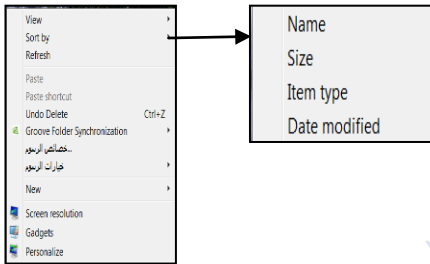 View
Sort by
Refresh
Paste
Paste shortcut
Undo Delete Ctrl+Z
Groove Folder Synchronization
خصائص الرسوم...
خيارات الرسوم
New
Screen resolution
Gadgets
Personalize
Name
Size
Item type
Date modified